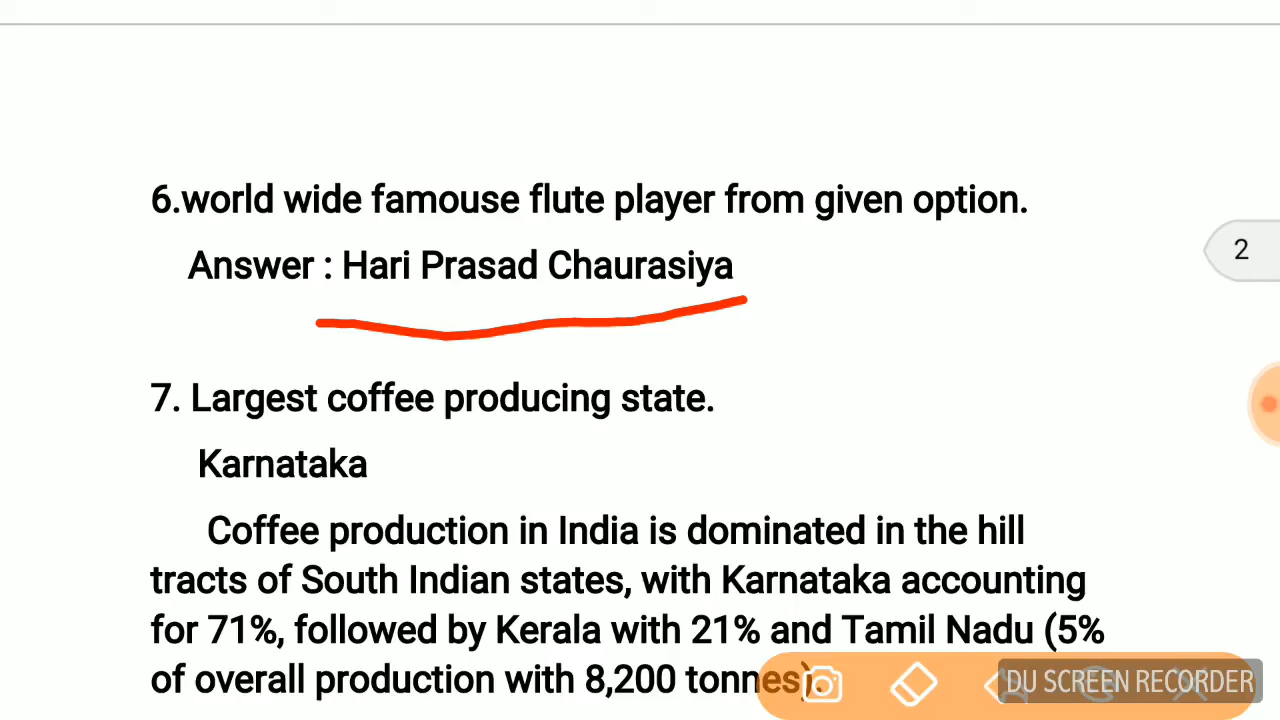 6.world wide famouse flute player from given option.
Answer : Hari Prasad Chaurasiya
2
7. Largest coffee producing state.
Karnataka
Coffee production in India is dominated in the hill
tracts of South Indian states, with Karnataka accounting
for 71%, followed by Kerala with 21% and Tamil Nadu (5%
of overall production with 8,200 tonnes).
DU SCREEN RECORDER